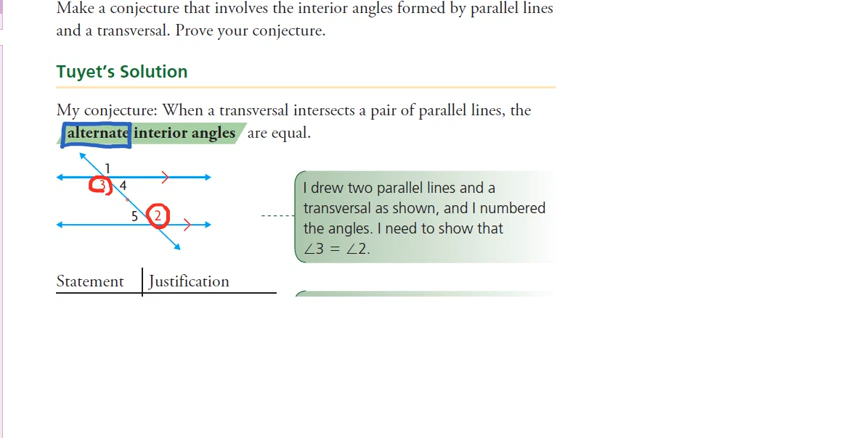 Make a conjecture that involves the interior angles formed by parallel lines
and a transversal. Prove your conjecture.
Tuyet's Solution
My conjecture: When a transversal intersects a pair of parallel lines, the
alternate interior angles are equal.
1
3 4
5 2
I drew two parallel lines and a
transversal as shown, and I numbered
the angles. I need to show that
∠3 = ∠2.
Statement Justification